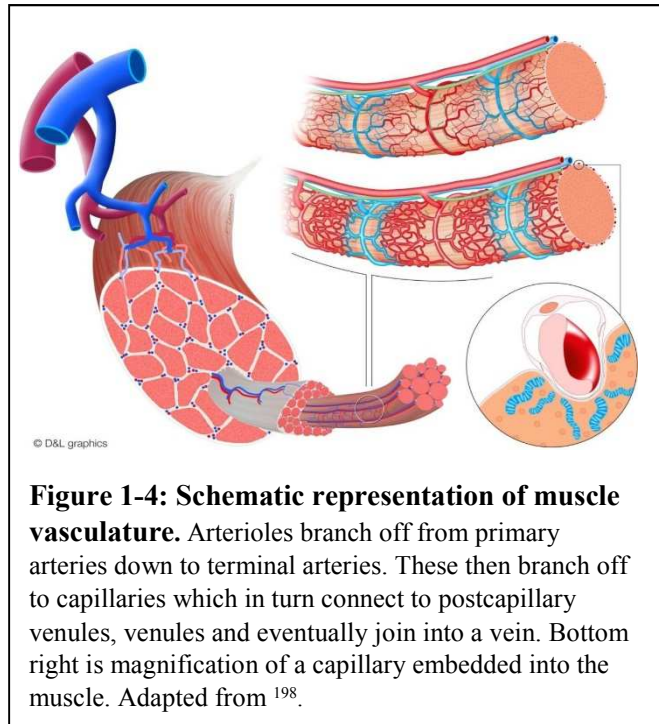 © D&L graphics
Figure 1-4: Schematic representation of muscle
vasculature. Arterioles branch off from primary
arteries down to terminal arteries. These then branch off
to capillaries which in turn connect to postcapillary
venules, venules and eventually join into a vein. Bottom
right is magnification of a capillary embedded into the
muscle. Adapted from ¹⁹⁸.